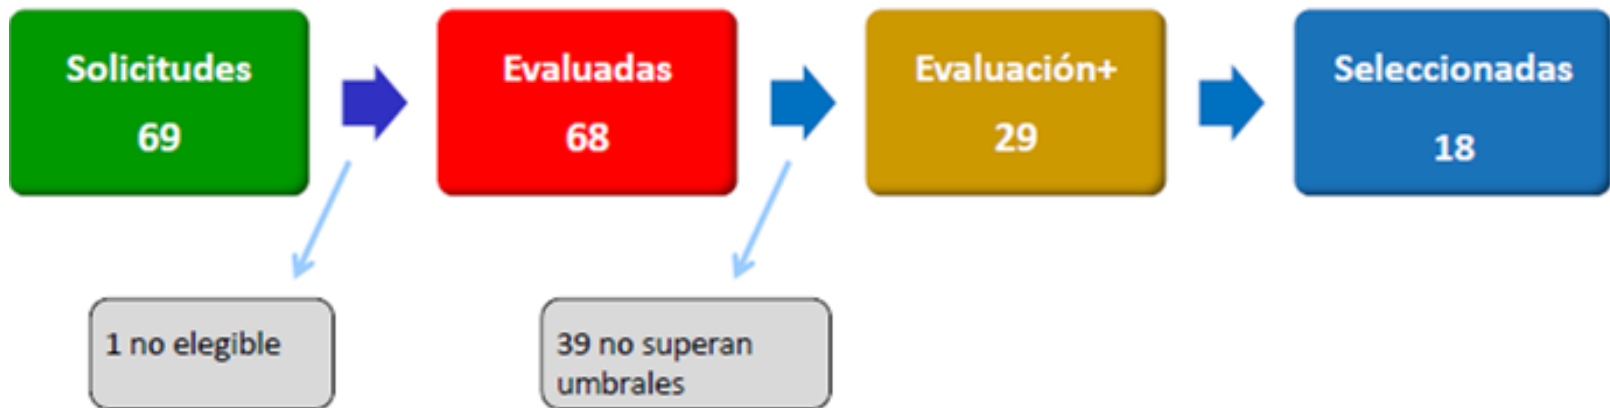 Solicitudes
69
Evaluadas
68
Evaluación+
29
Seleccionadas
18
1 no elegible
39 no superan
umbrales